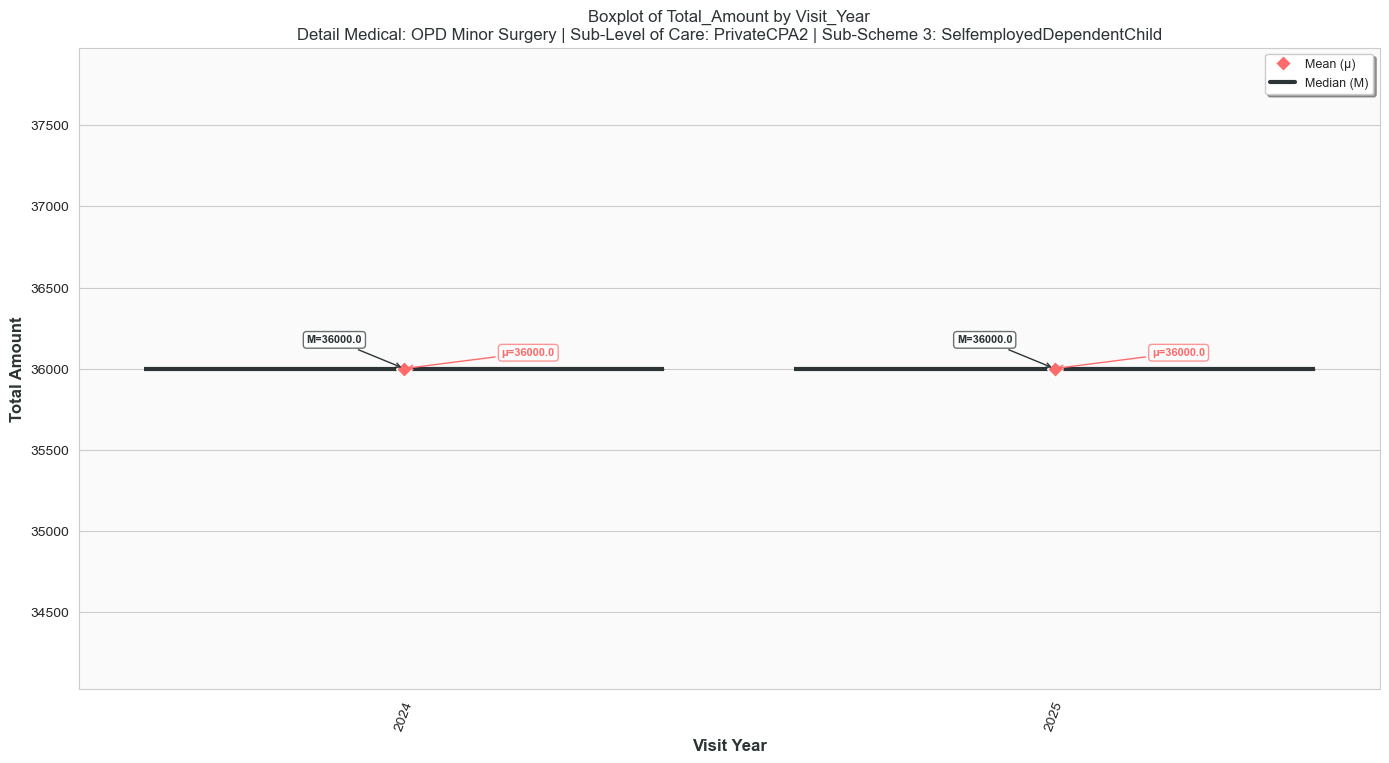 Boxplot of Total_Amount by Visit_Year
Detail Medical: OPD Minor Surgery | Sub-Level of Care: PrivateCPA2 | Sub-Scheme 3: SelfemployedDependentChild
Mean (μ)
Median (M)
37500
37000
36500
36000
35500
35000
34500
Total Amount
M=36000.0
μ=36000.0
M=36000.0
μ=36000.0
2024
2025
Visit Year